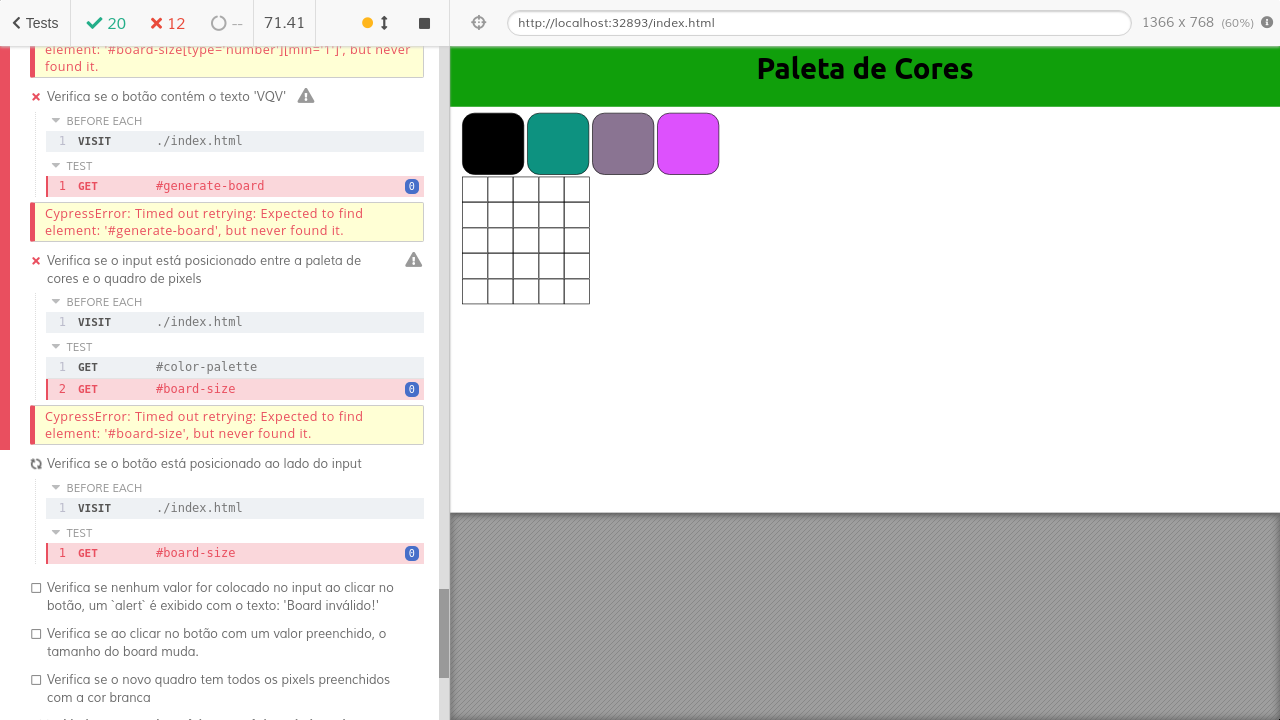 Tests
20
12
--
71.41
http://localhost:32893/index.html
1366 x 768 (60%)
element: '#board-size[type='number'][min='1']', but never
found it.
Verifica se o botão contém o texto 'VQV'
BEFORE EACH
1 VISIT ./index.html
TEST
1 GET #generate-board 0
CypressError: Timed out retrying: Expected to find
element: '#generate-board', but never found it.
Verifica se o input está posicionado entre a paleta de
cores e o quadro de pixels
BEFORE EACH
1 VISIT ./index.html
TEST
1 GET #color-palette
2 GET #board-size 0
CypressError: Timed out retrying: Expected to find
element: '#board-size', but never found it.
Verifica se o botão está posicionado ao lado do input
BEFORE EACH
1 VISIT ./index.html
TEST
1 GET #board-size 0
Verifica se nenhum valor for colocado no input ao clicar no
botão, um `alert` é exibido com o texto: 'Board inválido!'
Verifica se ao clicar no botão com um valor preenchido, o
tamanho do board muda.
Verifica se o novo quadro tem todos os pixels preenchidos
com a cor branca
Paleta de Cores